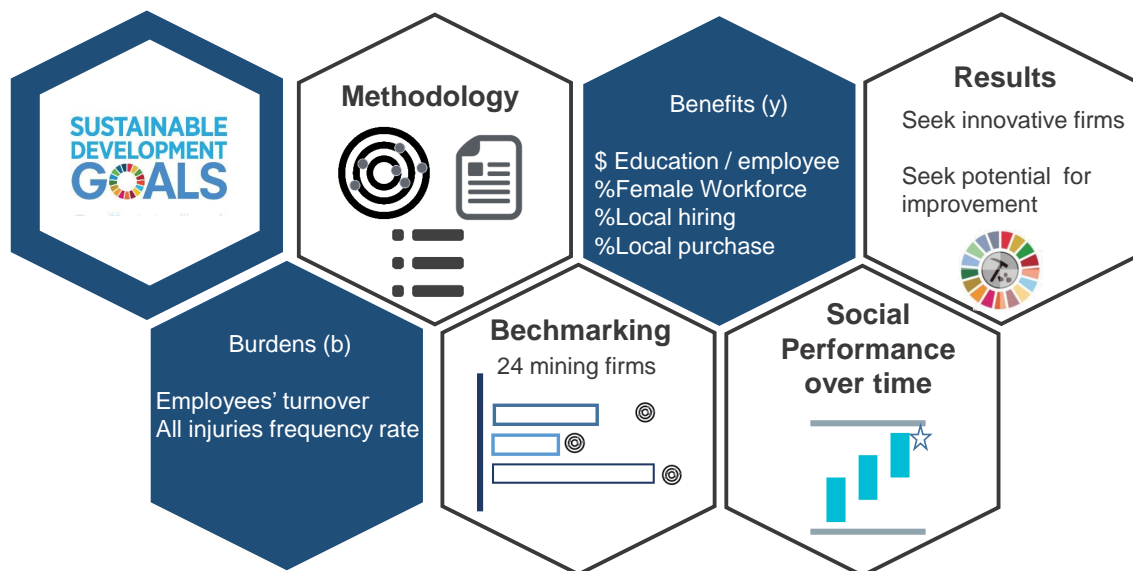 SUSTAINABLE
DEVELOPMENT
GOALS
Methodology
Benefits (y)
$ Education / employee
%Female Workforce
%Local hiring
%Local purchase
Results
Seek innovative firms
Seek potential for
improvement
Burdens (b)
Employees’ turnover
All injuries frequency rate
Bechmarking
24 mining firms
Social
Performance
over time